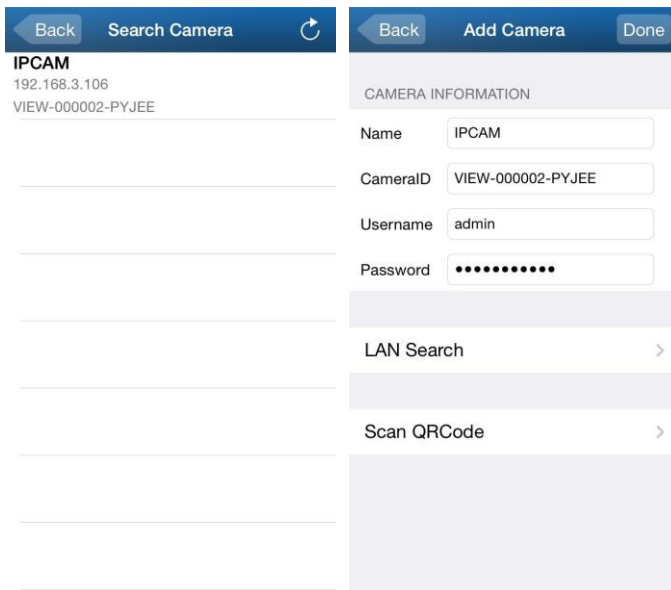 Back Search Camera
IPCAM
192.168.3.106
VIEW-000002-PYJEE
Back Add Camera Done
CAMERA INFORMATION
Name IPCAM
CameraID VIEW-000002-PYJEE
Username admin
Password •••••••••••
LAN Search
Scan QRCode